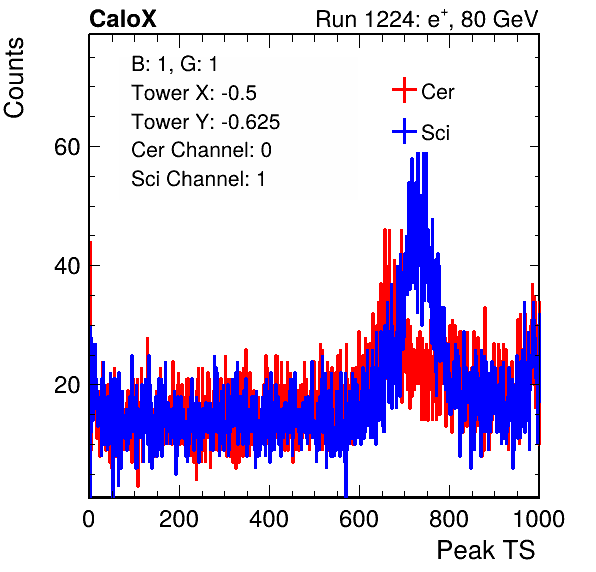 CaloX Run 1224: e+, 80 GeV
Counts
B: 1, G: 1
Tower X: -0.5
Tower Y: -0.625
Cer Channel: 0
Sci Channel: 1
Cer
Sci
60
40
20
0 200 400 600 800 1000
Peak TS